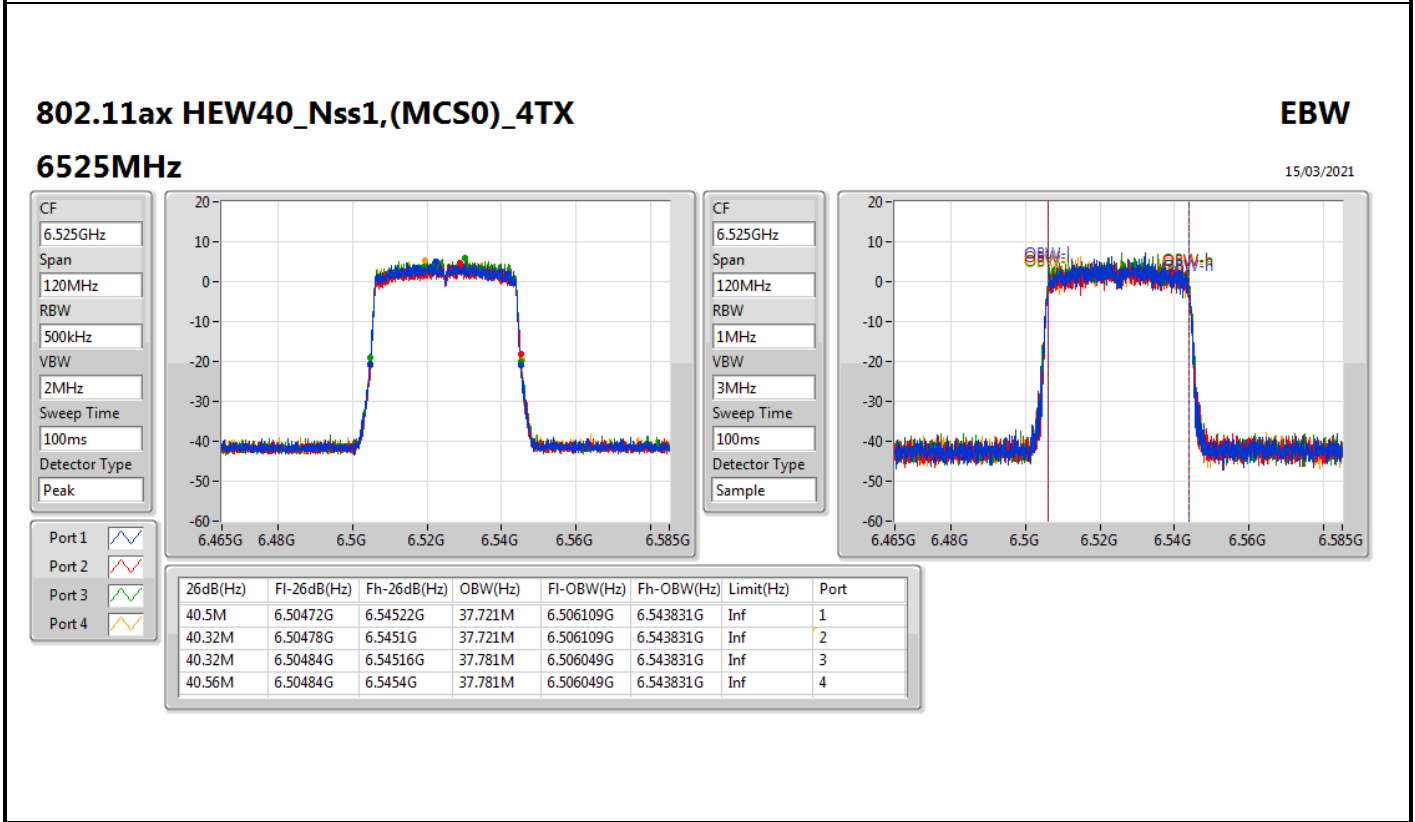 802.11ax HEW40_Nss1,(MCS0)_4TX
EBW
6525MHz
15/03/2021
CF
6.525GHz
Span
120MHz
RBW
500kHz
VBW
2MHz
Sweep Time
100ms
Detector Type
Peak
20
10
0
-10
-20
-30
-40
-50
-60
6.465G 6.48G 6.5G 6.52G 6.54G 6.56G 6.585G
CF
6.525GHz
Span
120MHz
RBW
1MHz
VBW
3MHz
Sweep Time
100ms
Detector Type
Sample
20
10
0
-10
-20
-30
-40
-50
-60
OBW-l
OBW-h
6.465G 6.48G 6.5G 6.52G 6.54G 6.56G 6.585G
Port 1
Port 2
Port 3
Port 4
26dB(Hz) Fl-26dB(Hz) Fh-26dB(Hz) OBW(Hz) Fl-OBW(Hz) Fh-OBW(Hz) Limit(Hz) Port
40.5M 6.50472G 6.54522G 37.721M 6.506109G 6.543831G Inf 1
40.32M 6.50478G 6.5451G 37.721M 6.506109G 6.543831G Inf 2
40.32M 6.50484G 6.54516G 37.781M 6.506049G 6.543831G Inf 3
40.56M 6.50484G 6.5454G 37.781M 6.506049G 6.543831G Inf 4